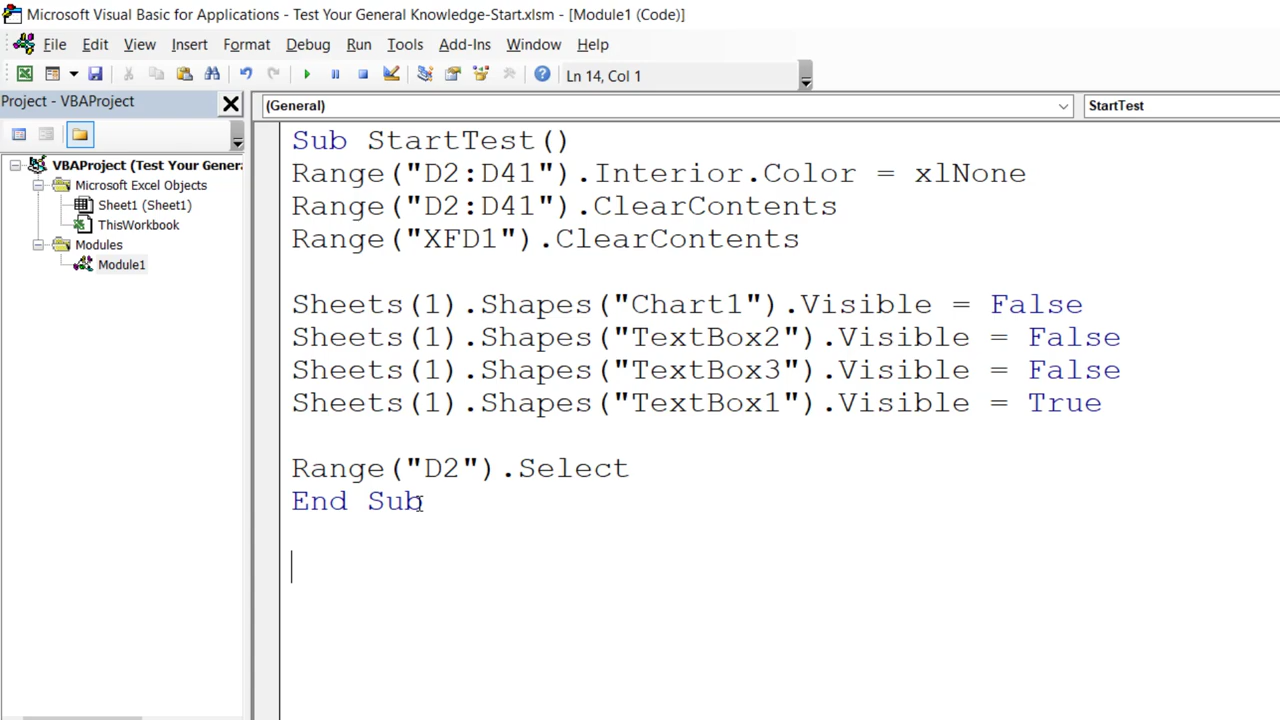 Microsoft Visual Basic for Applications - Test Your General Knowledge-Start.xlsm - [Module1 (Code)]
File Edit View Insert Format Debug Run Tools Add-Ins Window Help
Ln 14, Col 1
Project - VBAProject
(General)
StartTest
VBAProject (Test Your Genera
Microsoft Excel Objects
Sheet1 (Sheet1)
ThisWorkbook
Modules
Module1
Sub StartTest()
Range("D2:D41").Interior.Color = xlNone
Range("D2:D41").ClearContents
Range("XFD1").ClearContents
Sheets(1).Shapes("Chart1").Visible = False
Sheets(1).Shapes("TextBox2").Visible = False
Sheets(1).Shapes("TextBox3").Visible = False
Sheets(1).Shapes("TextBox1").Visible = True
Range("D2").Select
End Sub